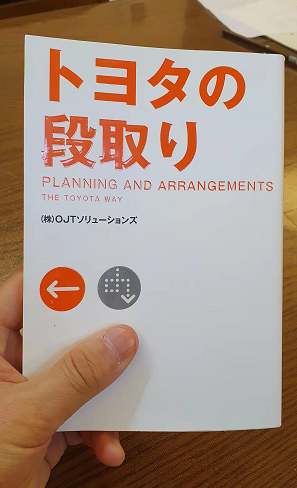 トヨタの
段取り
PLANNING AND ARRANGEMENTS
THE TOYOTA WAY
(株)OJTソリューションズ